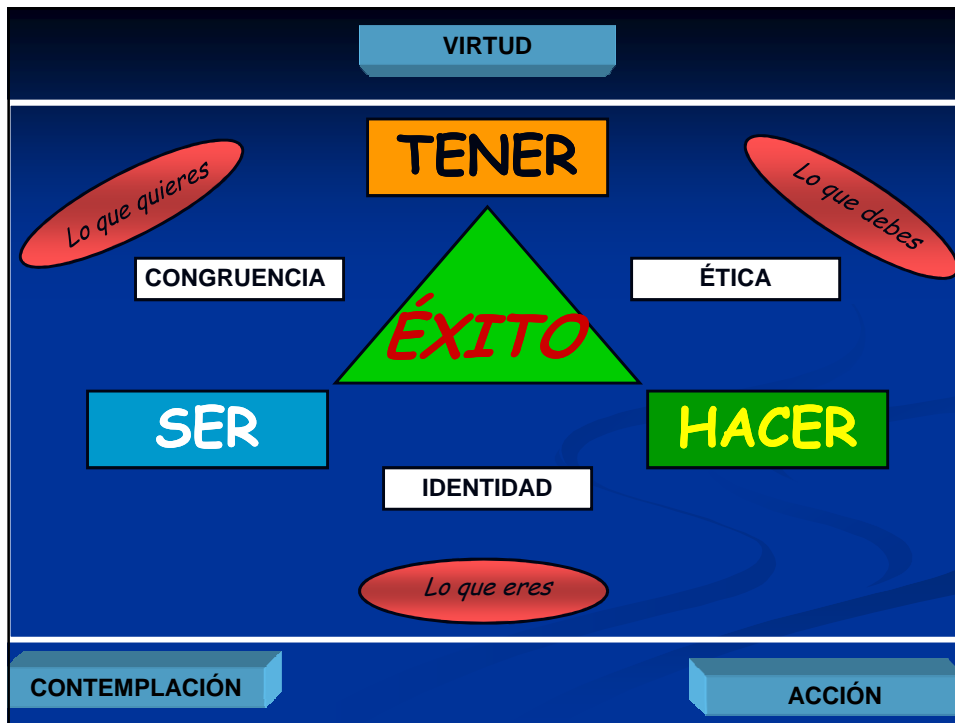 VIRTUD
TENER
Lo que quieres
Lo que debes
CONGRUENCIA
ÉTICA
ÉXITO
SER
HACER
IDENTIDAD
Lo que eres
CONTEMPLACIÓN
ACCIÓN